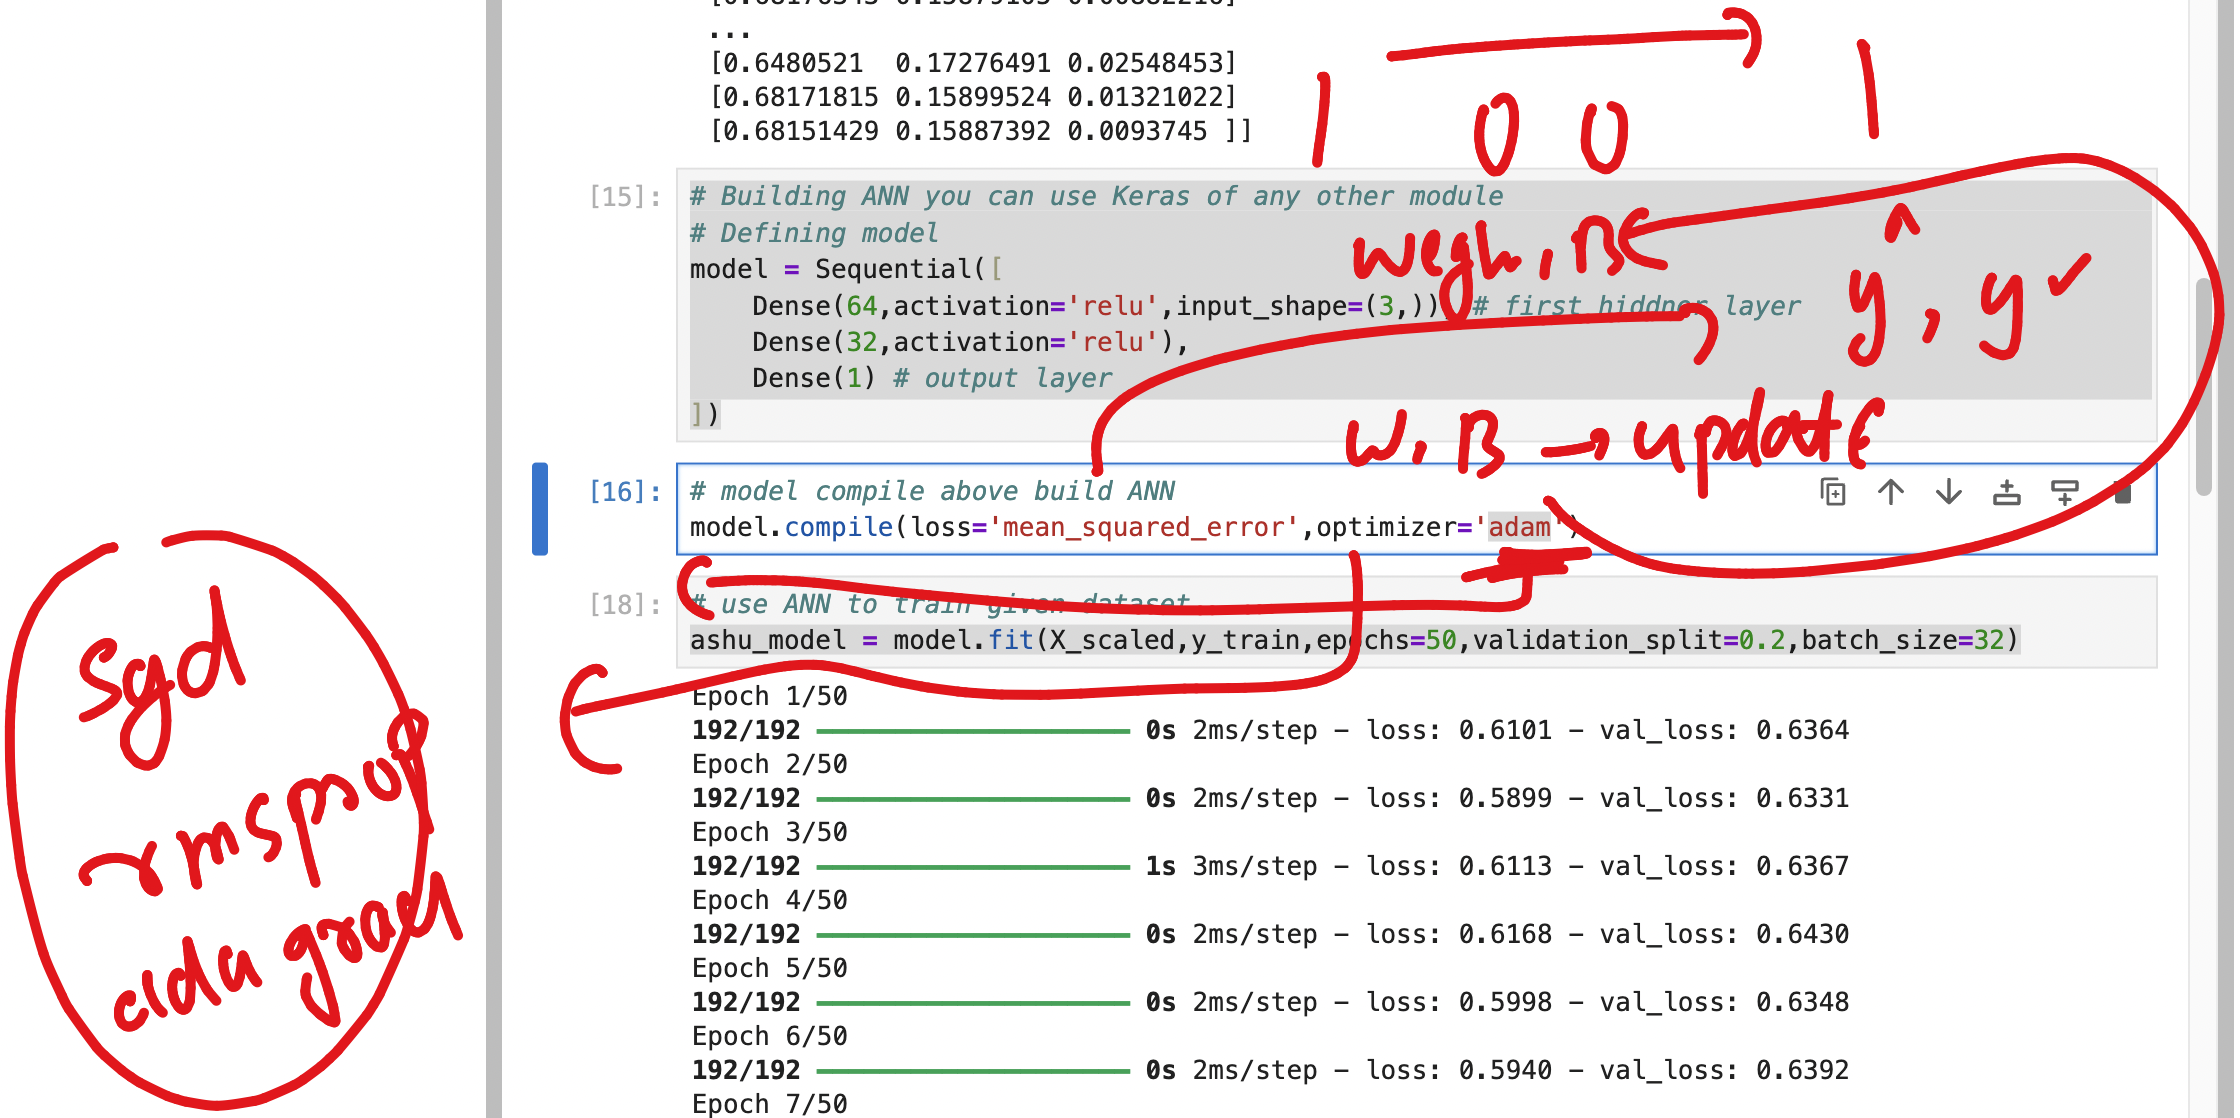 ...
[0.6480521  0.17276491 0.02548453]
[0.68171815 0.15899524 0.01321022]
[0.68151429 0.15887392 0.0093745 ]]
1 0 0 1
[15]:
# Building ANN you can use Keras of any other module
# Defining model
model = Sequential([
    Dense(64,activation='relu',input_shape=(3,)) # first hiddner layer
    Dense(32,activation='relu'),
    Dense(1) # output layer
])
wegh, B
ŷ, y ✓
W, B → update
[16]:
# model compile above build ANN
model.compile(loss='mean_squared_error',optimizer='adam')
[18]:
# use ANN to train given dataset
ashu_model = model.fit(X_scaled,y_train,epochs=50,validation_split=0.2,batch_size=32)
Epoch 1/50
192/192 0s 2ms/step - loss: 0.6101 - val_loss: 0.6364
Epoch 2/50
192/192 0s 2ms/step - loss: 0.5899 - val_loss: 0.6331
Epoch 3/50
192/192 1s 3ms/step - loss: 0.6113 - val_loss: 0.6367
Epoch 4/50
192/192 0s 2ms/step - loss: 0.6168 - val_loss: 0.6430
Epoch 5/50
192/192 0s 2ms/step - loss: 0.5998 - val_loss: 0.6348
Epoch 6/50
192/192 0s 2ms/step - loss: 0.5940 - val_loss: 0.6392
Epoch 7/50
sgd
rmsprop
ada grad